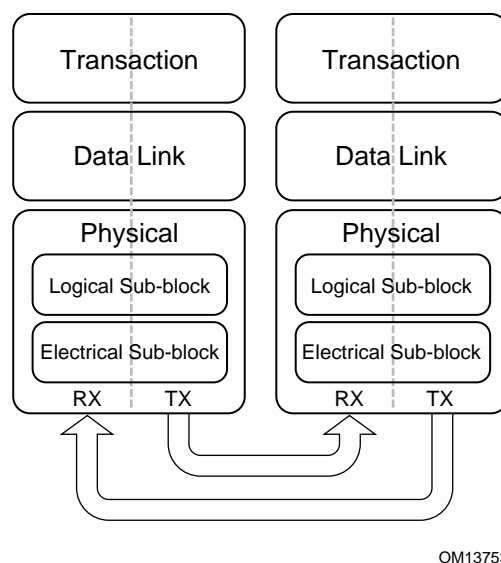 Transaction
Data Link
Physical
Logical Sub-block
Electrical Sub-block
RX TX
Transaction
Data Link
Physical
Logical Sub-block
Electrical Sub-block
RX TX
OM13753